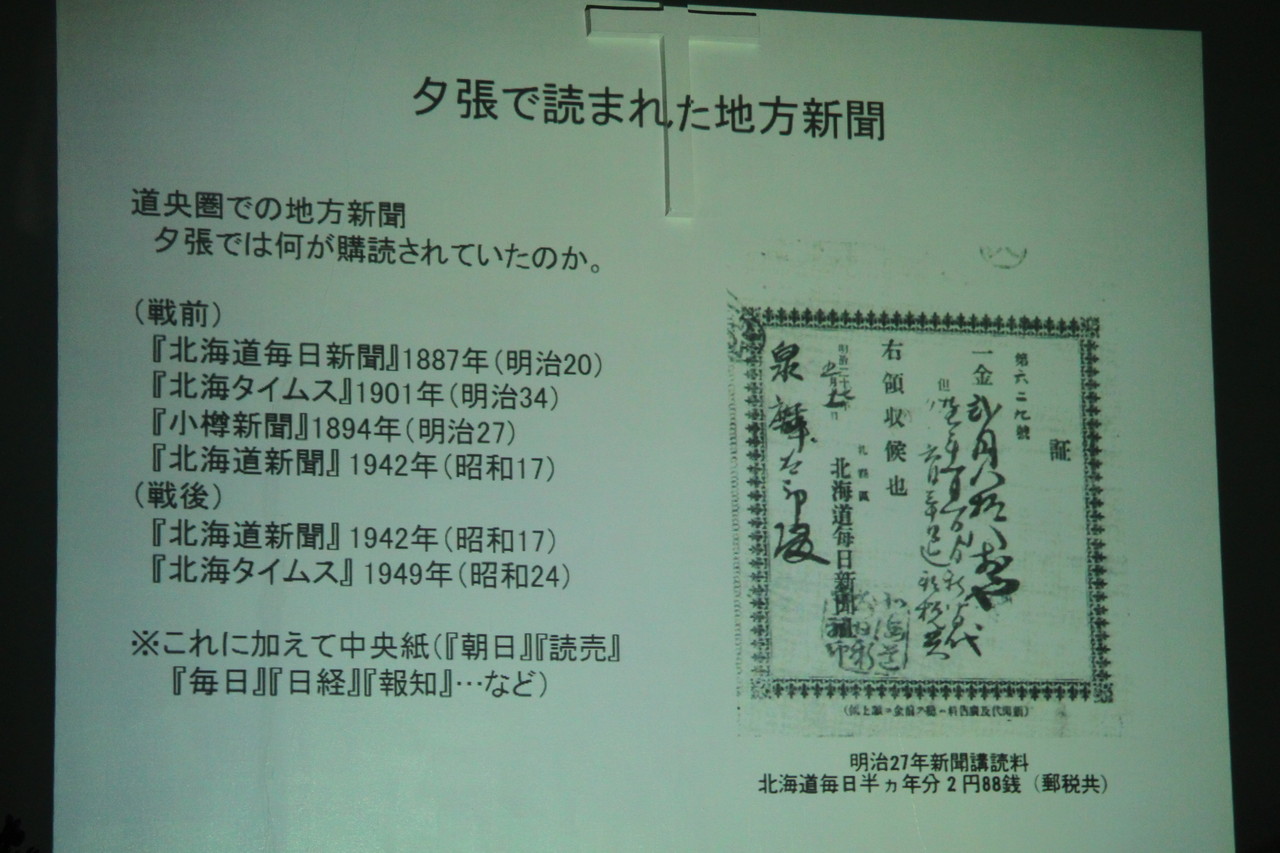 夕張で読まれた地方新聞
道央圏での地方新聞
夕張では何が購読されていたのか。
（戦前）
『北海道毎日新聞』1887年（明治20）
『北海タイムス』1901年（明治34）
『小樽新聞』1894年（明治27）
『北海道新聞』 1942年（昭和17）
（戦後）
『北海道新聞』 1942年（昭和17）
『北海タイムス』 1949年（昭和24）
※これに加えて中央紙（『朝日』『読売』
『毎日』『日経』『報知』…など）
証
第六二九號
一金
右領収候也
北海道毎日新聞
明治27年新聞講読料
北海道毎日半ヵ年分２円88銭（郵税共）